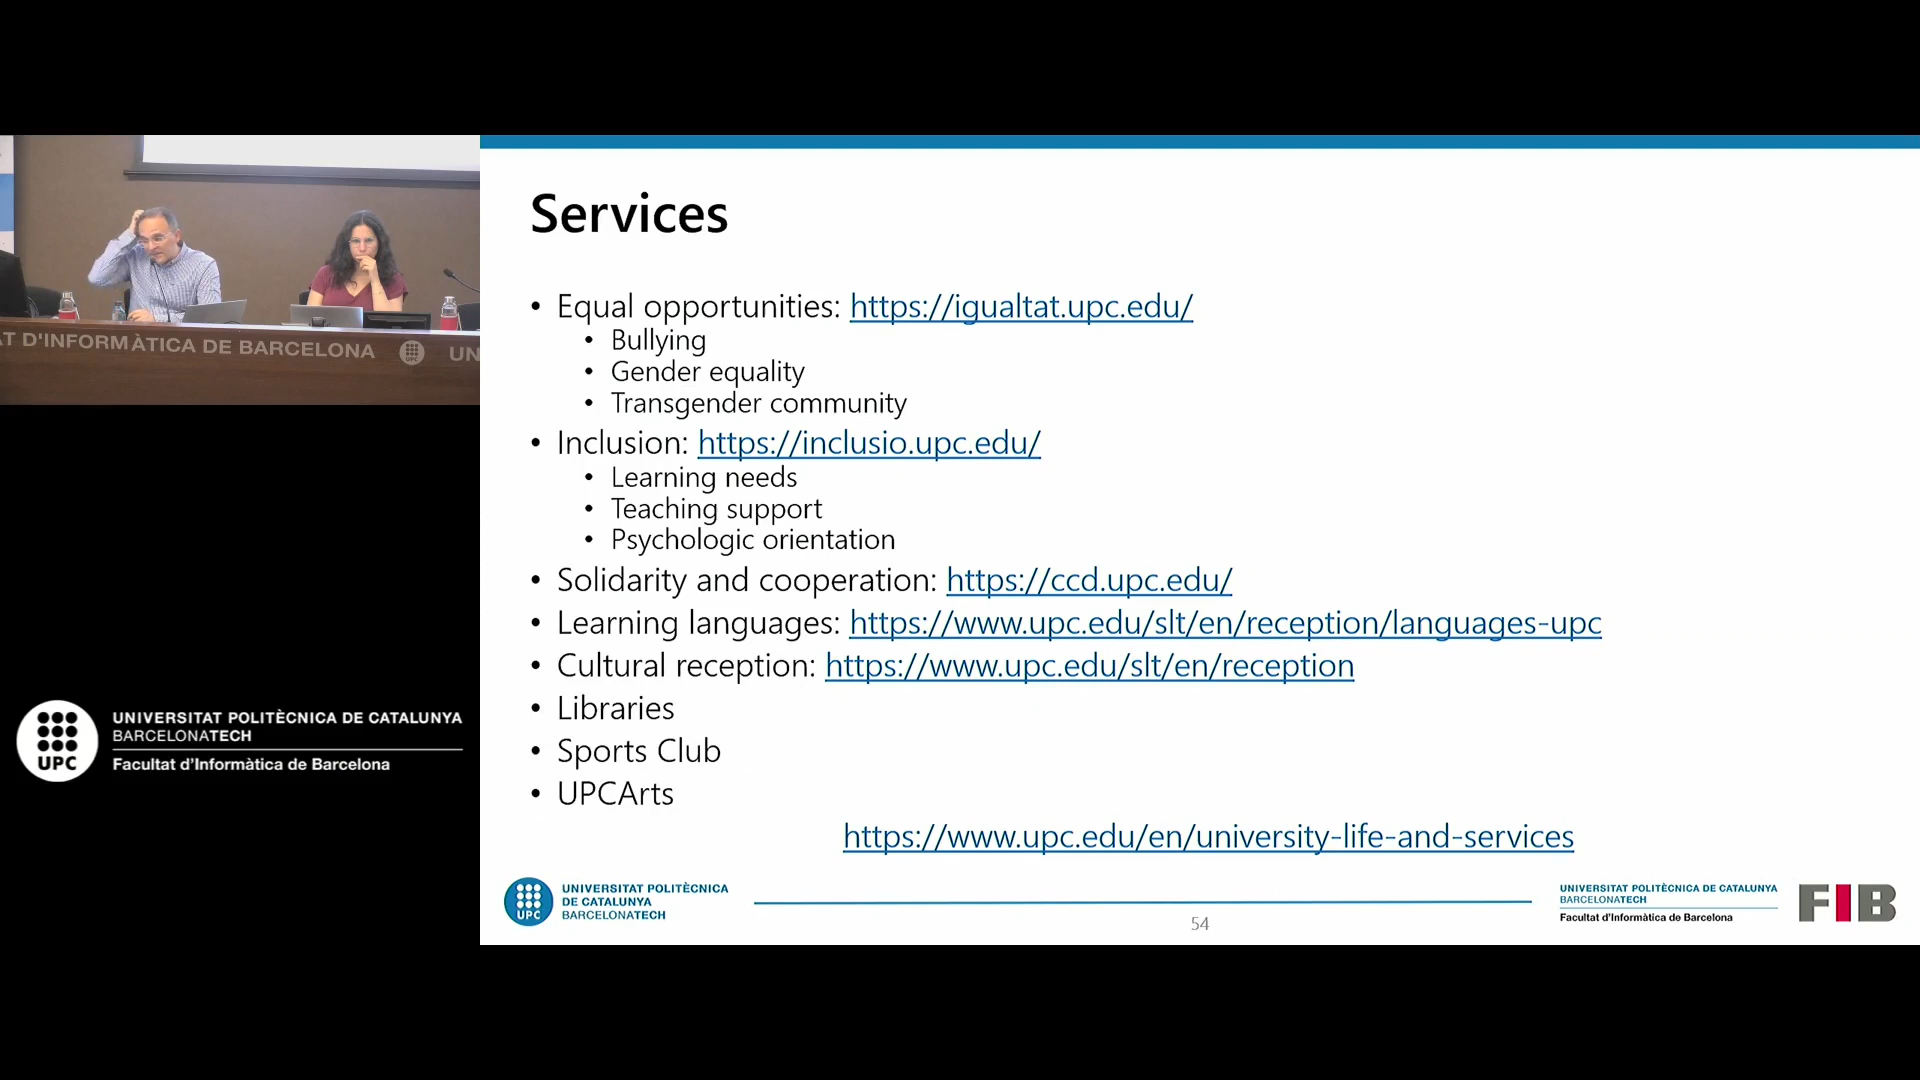 AT D'INFORMÀTICA DE BARCELONA
UN
UNIVERSITAT POLITÈCNICA DE CATALUNYA
BARCELONATECH
Facultat d'Informàtica de Barcelona
UPC
Services
• Equal opportunities: https://igualtat.upc.edu/
• Bullying
• Gender equality
• Transgender community
• Inclusion: https://inclusio.upc.edu/
• Learning needs
• Teaching support
• Psychologic orientation
• Solidarity and cooperation: https://ccd.upc.edu/
• Learning languages: https://www.upc.edu/slt/en/reception/languages-upc
• Cultural reception: https://www.upc.edu/slt/en/reception
• Libraries
• Sports Club
• UPCArts
https://www.upc.edu/en/university-life-and-services
UPC
UNIVERSITAT POLITÈCNICA
DE CATALUNYA
BARCELONATECH
54
UNIVERSITAT POLITÈCNICA DE CATALUNYA
BARCELONATECH
Facultat d'Informàtica de Barcelona
FIB